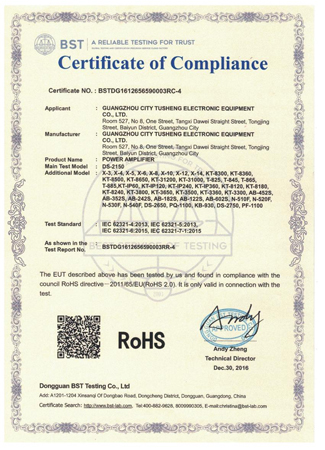 BST
A RELIABLE TESTING FOR TRUST
Certificate of Compliance
Certificate NO. : BSTDG1612656590003RC-4
Applicant : GUANGZHOU CITY TUSHENG ELECTRONIC EQUIPMENT
CO., LTD.
Room 527, No 8, One Street, Tangxi Dawei Straight Street, Tongjing
Street, Baiyun District, Guangzhou City
Manufacturer : GUANGZHOU CITY TUSHENG ELECTRONIC EQUIPMENT
CO., LTD.
Room 527, No 8, One Street, Tangxi Dawei Straight Street, Tongjing
Street, Baiyun District, Guangzhou City
Product Name : POWER AMPLIFIER
Main Test Model : DS-2150
Additional Model : X-3, X-4, X-5, X-6, X-8, X-10, X-12, X-14, KT-8300, KT-8360,
KT-8500, KT-8650, KT-31200, KT-31000, T-825, T-845, T-865,
T-885,KT-IP60, KT-IP120, KT-IP240, KT-IP360, KT-8120, KT-8180,
KT-8240, KT-3800, KT-3650, KT-3500, KT-3350, KT-3300, AB-452S,
AB-352S, AB-242S, AB-182S, AB-122S, AB-602S, N-510F, N-520F,
N-530F, N-540F, DS-2650, PQ-1100, KB-930, DS-2750, PF-1100
Test Standard : IEC 62321-4:2013, IEC 62321-5:2013,
IEC 62321-6:2015, IEC 62321-7-1:2015
As shown in the
Test Report No. : BSTDG1612656590003RR-4
TESTING
The EUT described above has been tested by us and found in compliance with the
council RoHS directive – 2011/65/EU(RoHS 2.0). It is only valid in connection with the
test.
RoHS
APPROVED
Andy
Andy Zheng
Technical Director
Dec.30, 2016
Dongguan BST Testing Co., Ltd
Add: A1201-1204 Xinxing Road, Dongcheng District, Dongguan, Guangdong, China
Certificate Search: http://www.bst-lab.com, Tel:400-882-9628, 8009990305, E-mail:christina@bst-lab.com